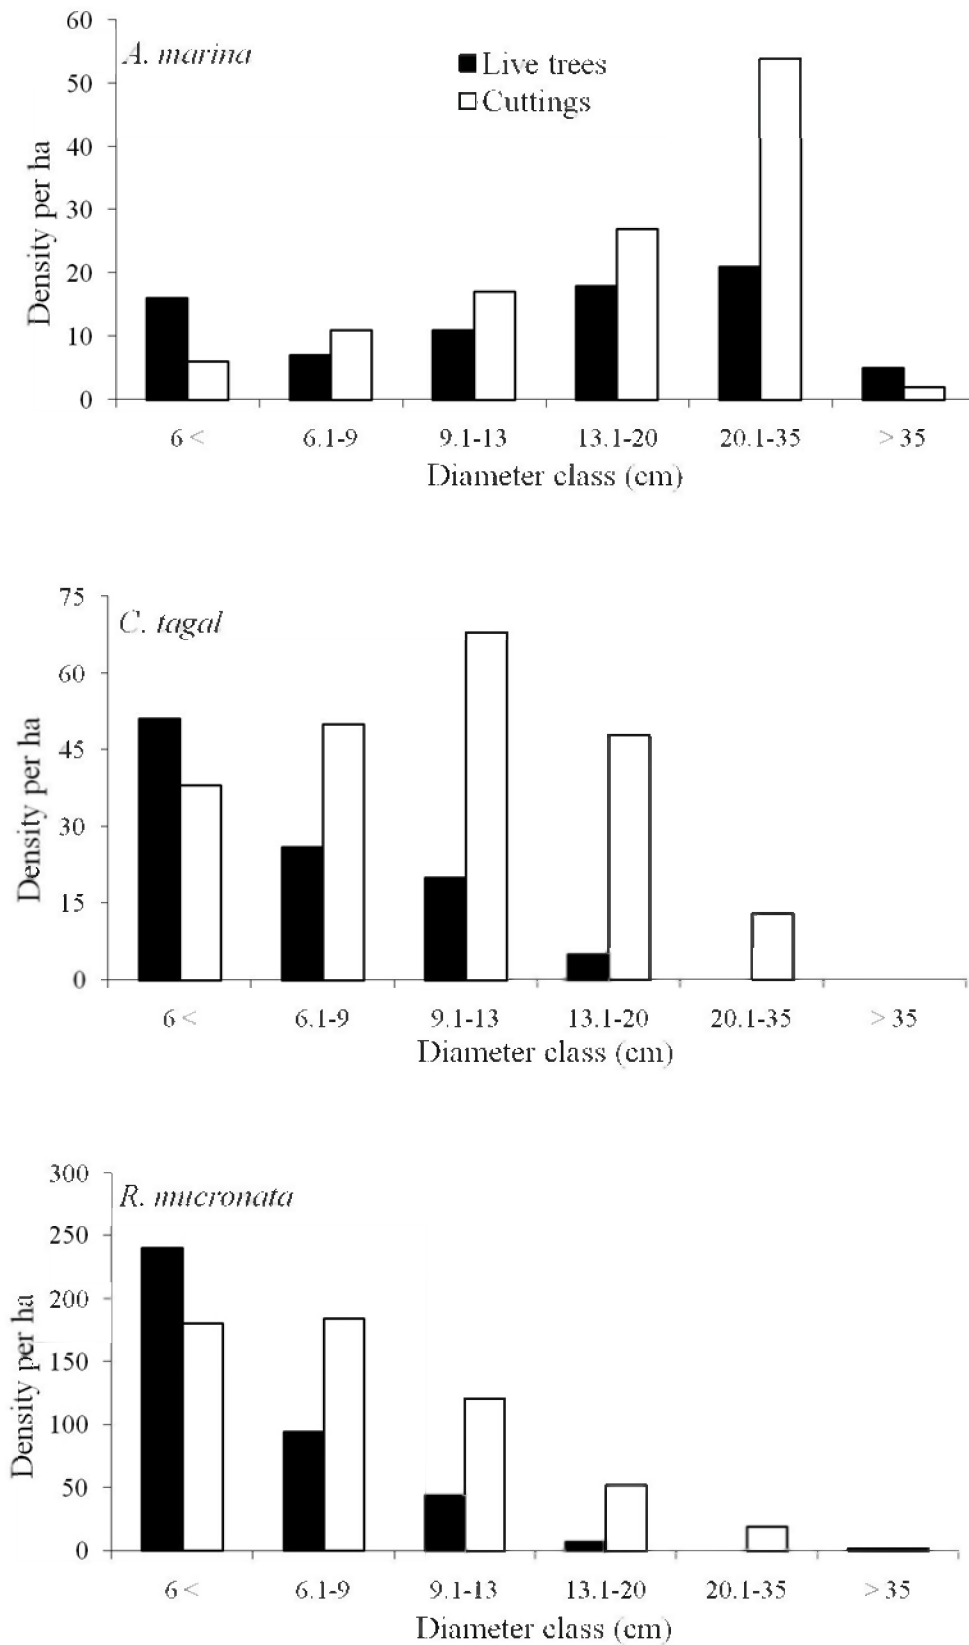 60
A. marina
Live trees
Cuttings
50
40
30
20
10
0
Density per ha
6 < 6.1-9 9.1-13 13.1-20 20.1-35 > 35
Diameter class (cm)
75
C. tagal
60
45
30
15
0
Density per ha
6 < 6.1-9 9.1-13 13.1-20 20.1-35 > 35
Diameter class (cm)
300
R. mucronata
250
200
150
100
50
0
Density per ha
6 < 6.1-9 9.1-13 13.1-20 20.1-35 > 35
Diameter class (cm)